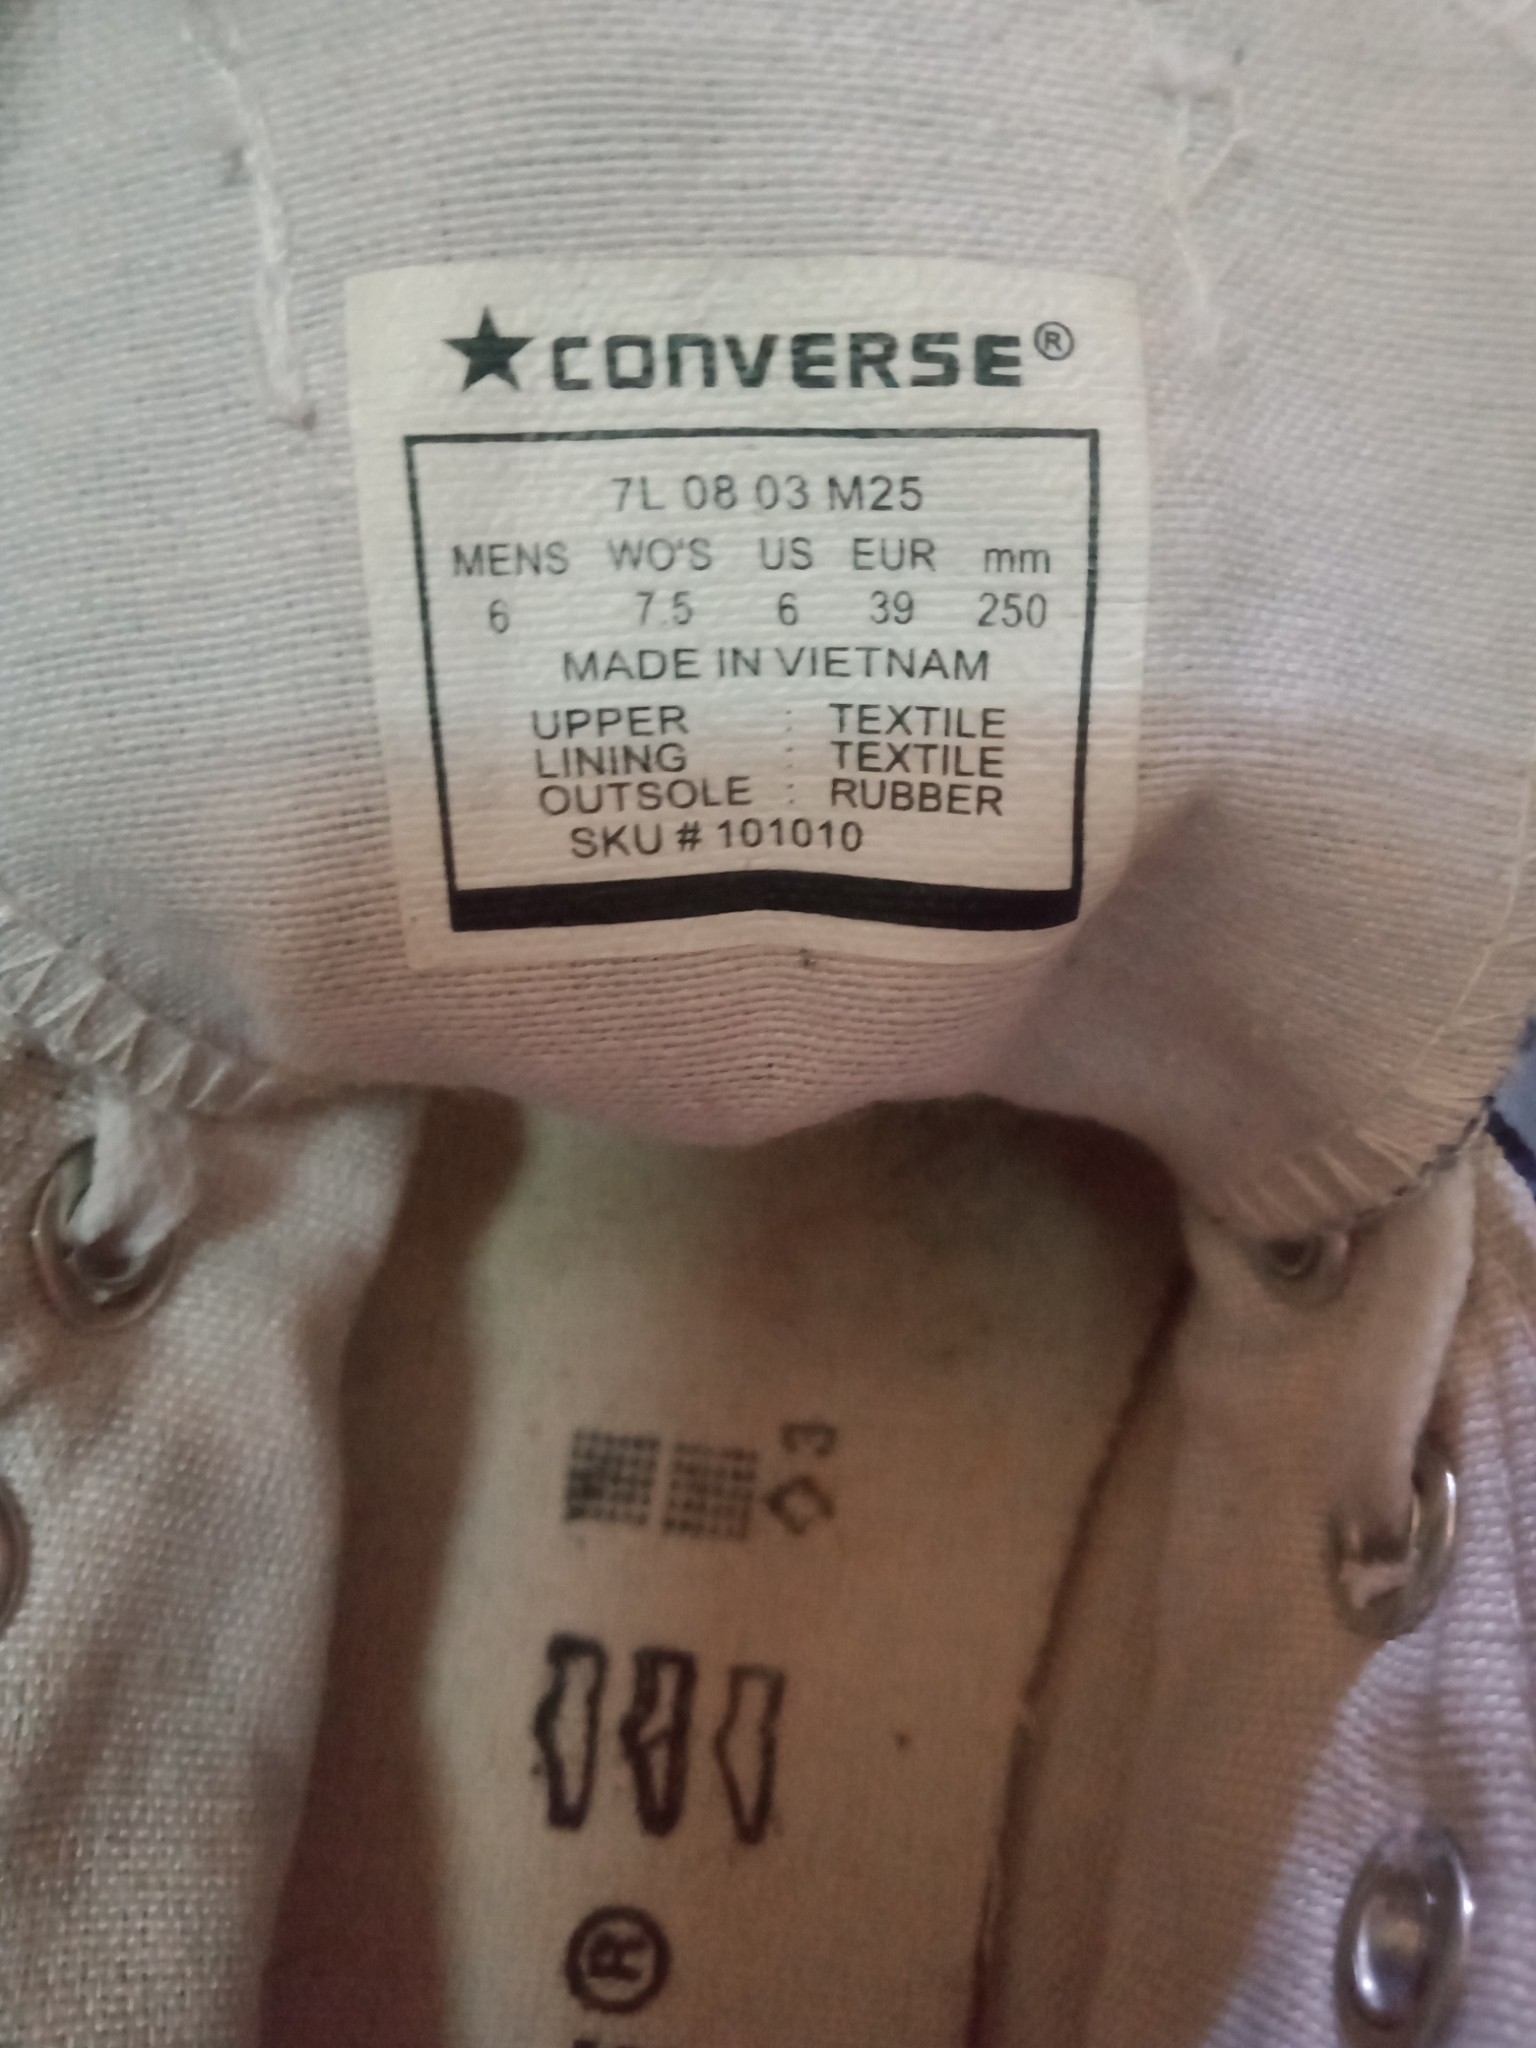 CONVERSE®
7L 08 03 M25
MENS WO'S US EUR mm
6 7.5 6 39 250
MADE IN VIETNAM
UPPER : TEXTILE
LINING : TEXTILE
OUTSOLE : RUBBER
SKU # 101010
3
®